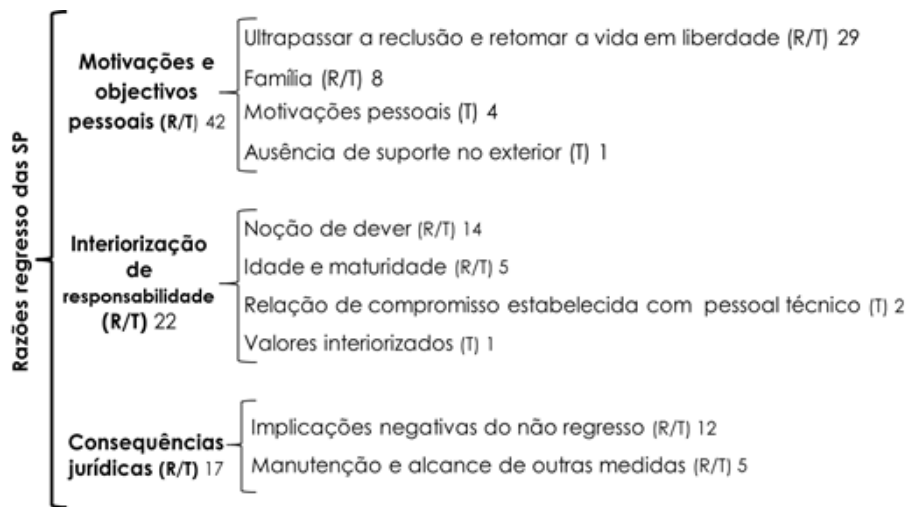 Razões regresso das SP
Motivações e
objectivos
pessoais (R/T) 42
Ultrapassar a reclusão e retomar a vida em liberdade (R/T) 29
Família (R/T) 8
Motivações pessoais (T) 4
Ausência de suporte no exterior (T) 1
Interiorização
de
responsabilidade
(R/T) 22
Noção de dever (R/T) 14
Idade e maturidade (R/T) 5
Relação de compromisso estabelecida com pessoal técnico (T) 2
Valores interiorizados (T) 1
Consequências
jurídicas (R/T) 17
Implicações negativas do não regresso (R/T) 12
Manutenção e alcance de outras medidas (R/T) 5